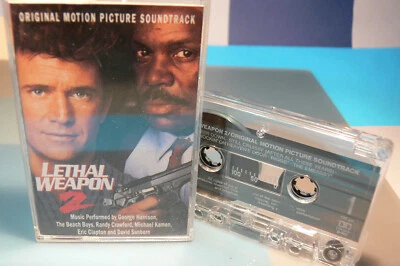 ORIGINAL MOTION PICTURE SOUNDTRACK
LETHAL
WEAPON
2
Music Performed by George Harrison,
The Beach Boys, Randy Crawford, Michael Kamen,
Eric Clapton and David Sanborn
WEAPON 2/ORIGINAL MOTION PICTURE SOUNDTRACK